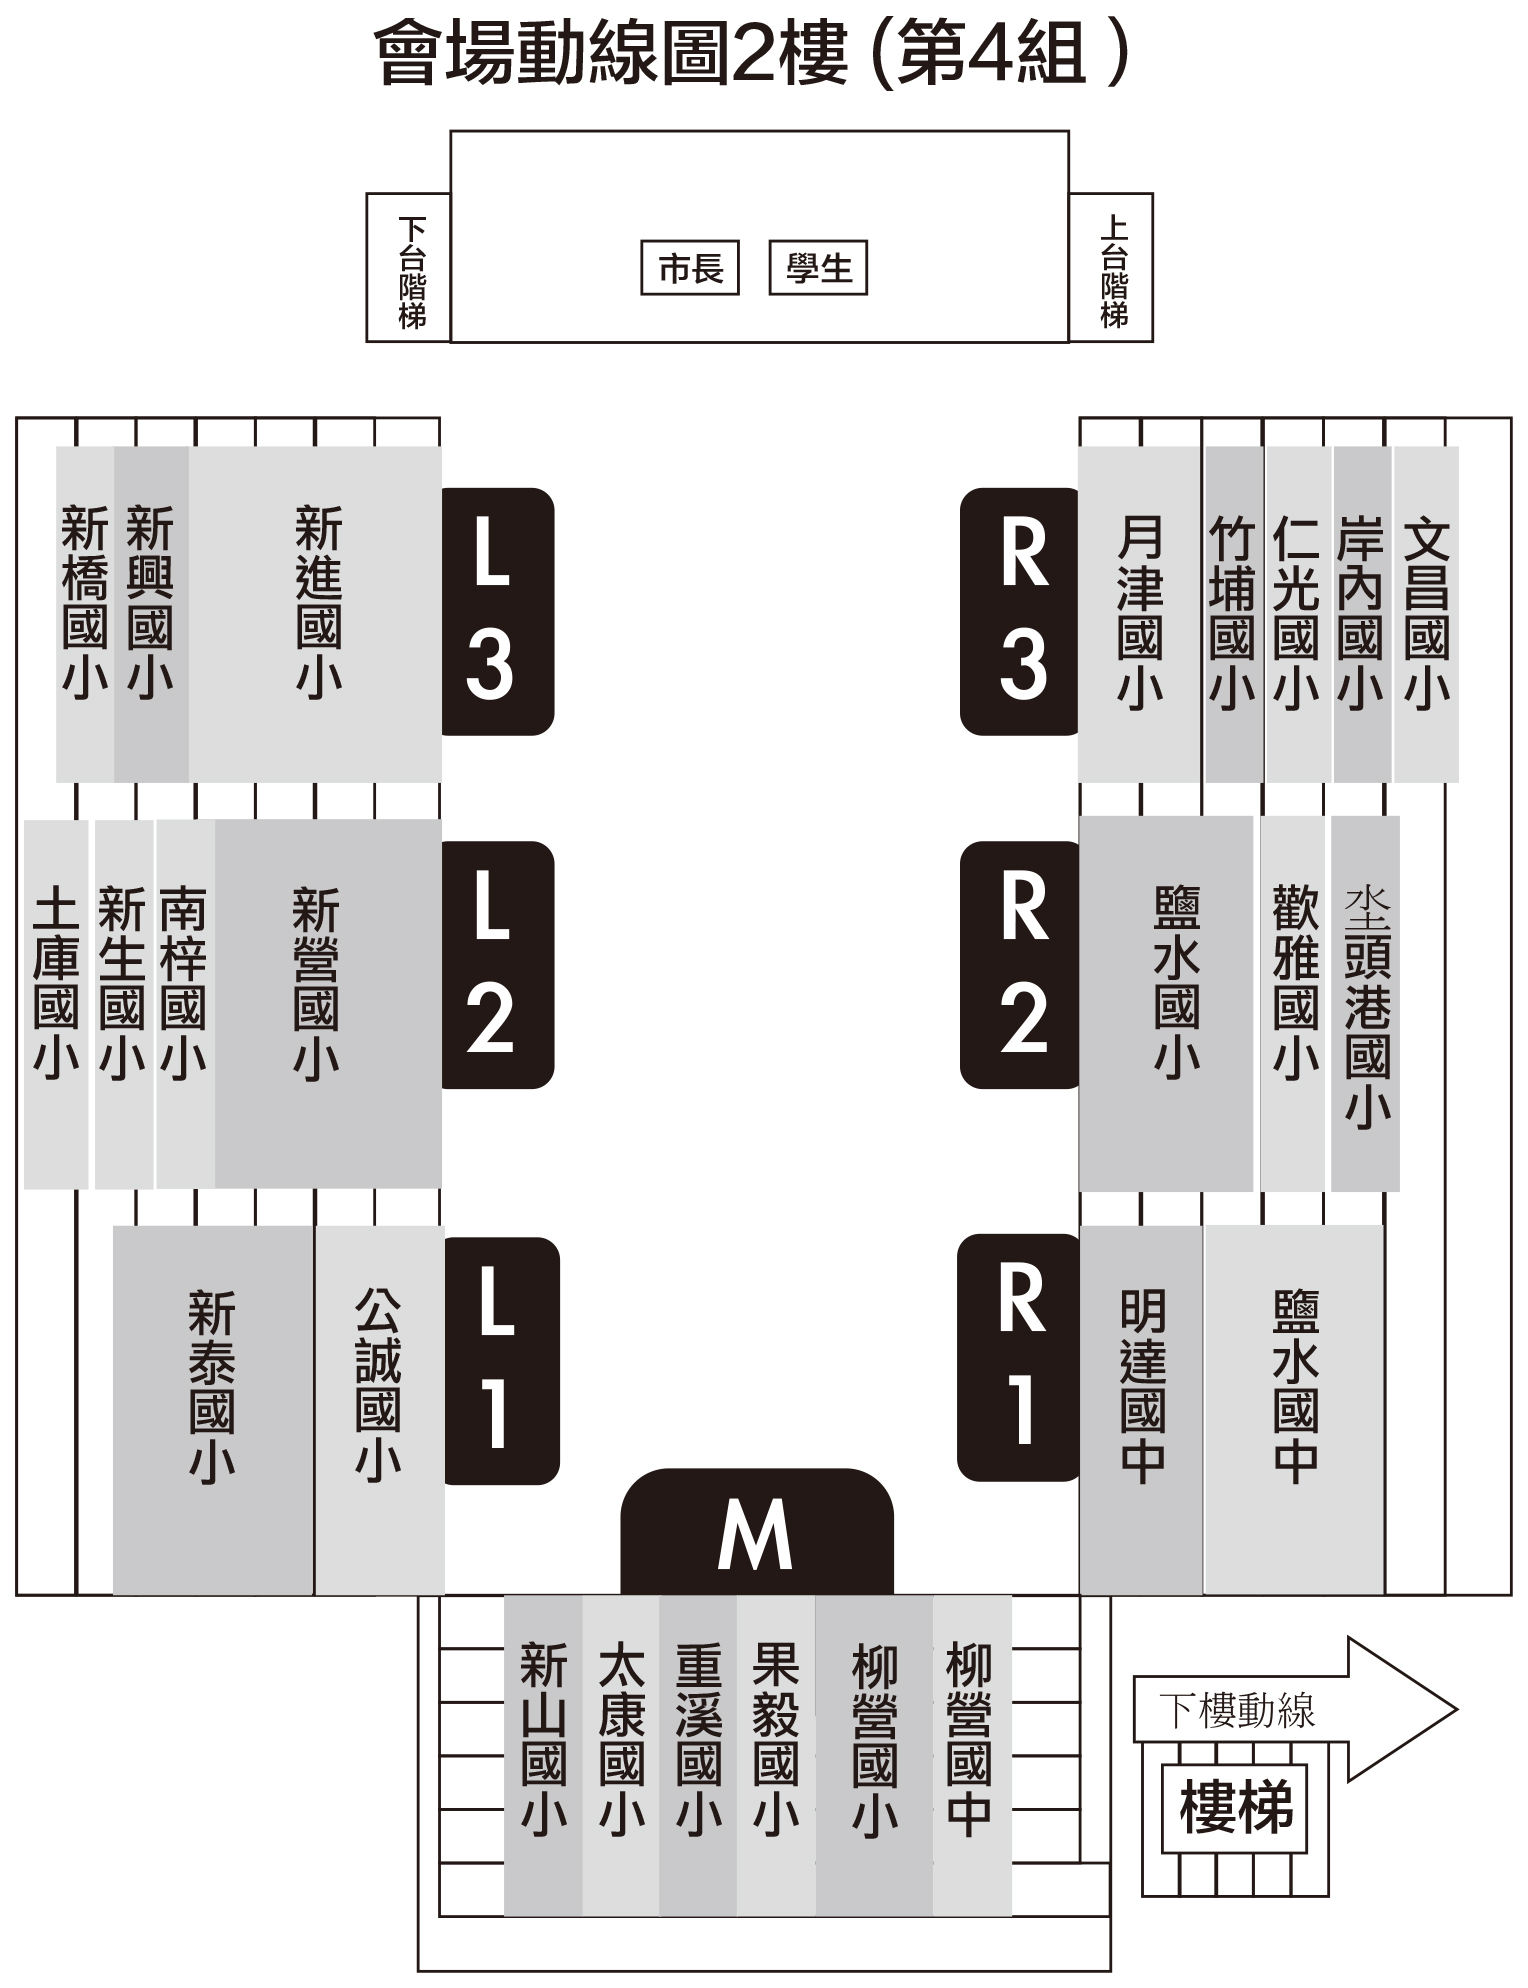 會場動線圖2樓 (第4組 )
下台階梯
市長
學生
上台階梯
新橋國小
新興國小
新進國小
L3
R3
月津國小
竹埔國小
仁光國小
岸內國小
文昌國小
土庫國小
新生國小
南梓國小
新營國小
L2
R2
鹽水國小
歡雅國小
坔頭港國小
新泰國小
公誠國小
L1
R1
明達國中
鹽水國中
M
新山國小
太康國小
重溪國小
果毅國小
柳營國小
柳營國中
下樓動線
樓梯